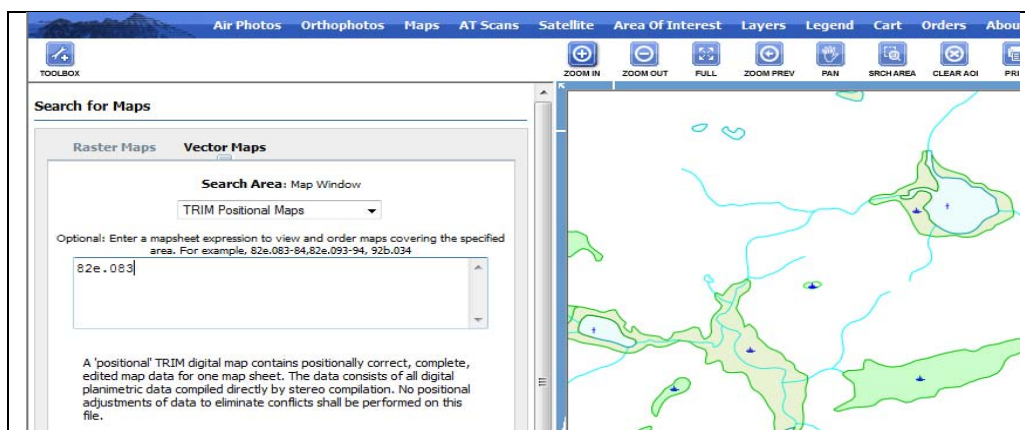 Air Photos Orthophotos Maps AT Scans Satellite Area Of Interest Layers Legend Cart Orders
TOOLBOX ZOOM IN ZOOM OUT FULL ZOOM PREV PAN SRCH AREA CLEAR AOI
Search for Maps
Raster Maps Vector Maps
Search Area: Map Window
TRIM Positional Maps
Optional: Enter a mapsheet expression to view and order maps covering the specified
area. For example, 82e.083-84,82e.093-94, 92b.034
82e.083
A 'positional' TRIM digital map contains positionally correct, complete,
edited map data for one map sheet. The data consists of all digital
planimetric data compiled directly by stereo compilation. No positional
adjustments of data to eliminate conflicts shall be performed on this
file.